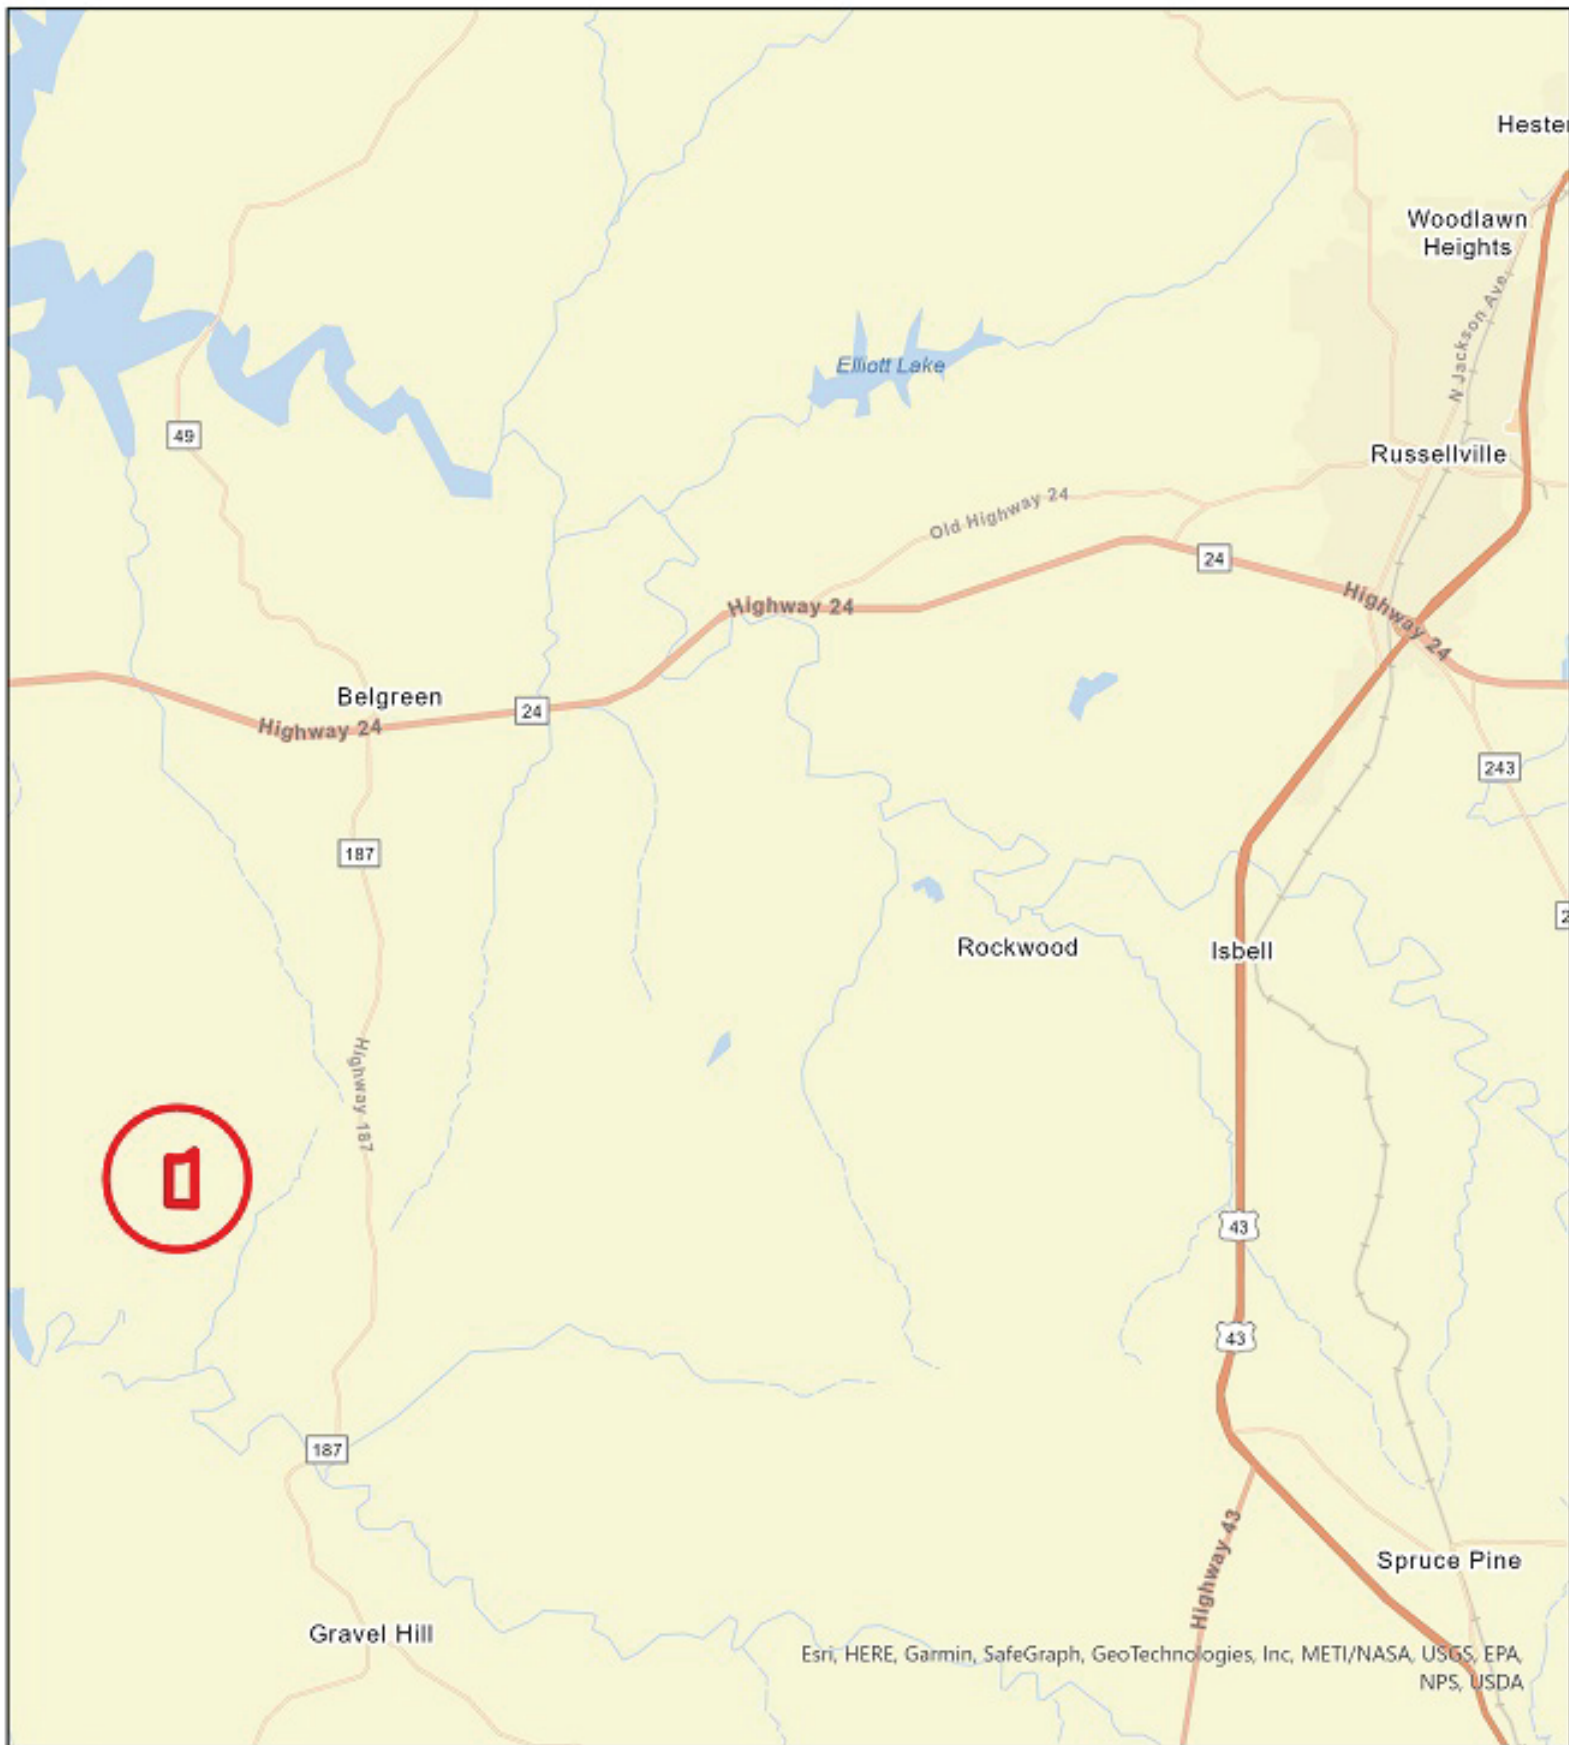 Hester
Woodlawn
Heights
N Jackson Ave
Elliott Lake
49
Russellville
Old Highway 24
24
Highway 24
Highway 24
Belgreen
24
Highway 24
243
187
2
Rockwood
Isbell
Highway 187
43
43
187
Highway 43
Spruce Pine
Gravel Hill
Esri, HERE, Garmin, SafeGraph, GeoTechnologies, Inc, METI/NASA, USGS, EPA,
NPS, USDA